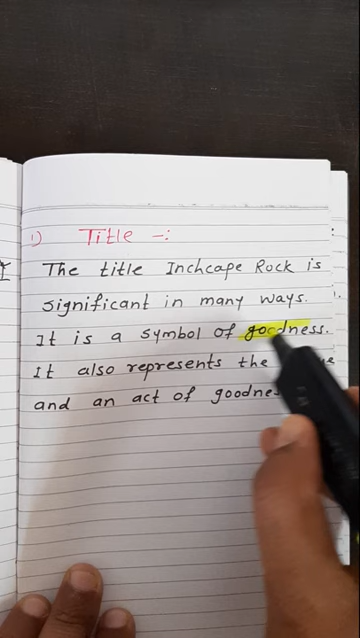 1) Title -:
The title Inchcape Rock is
significant in many ways.
It is a symbol of goodness.
It also represents the
and an act of